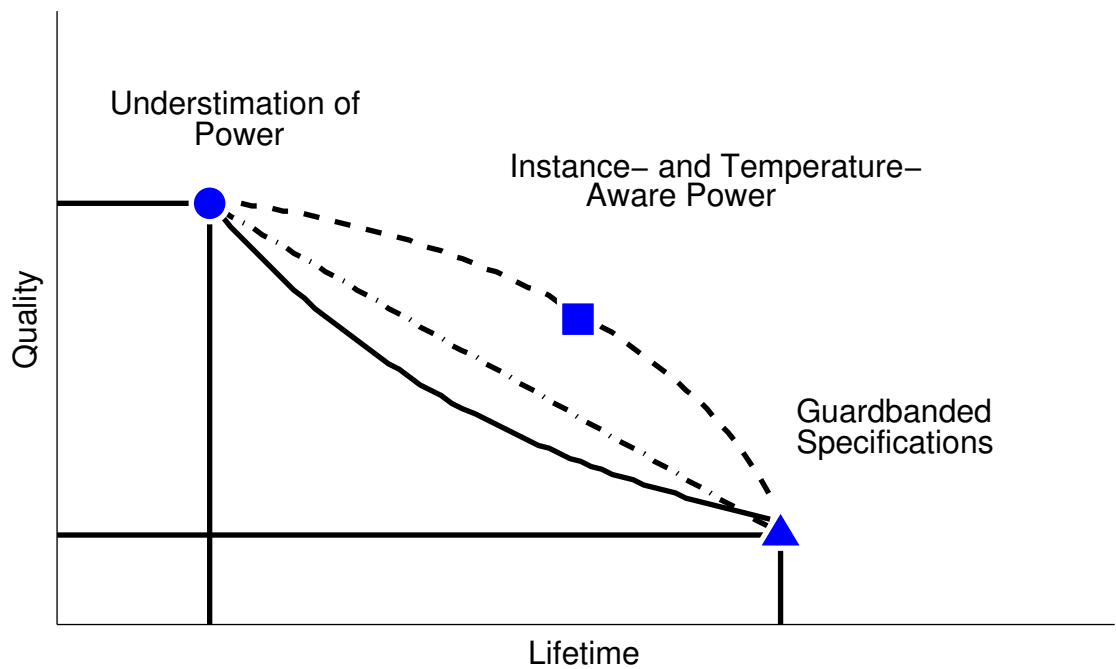 Understimation of
Power
Instance− and Temperature−
Aware Power
Quality
Guardbanded
Specifications
Lifetime